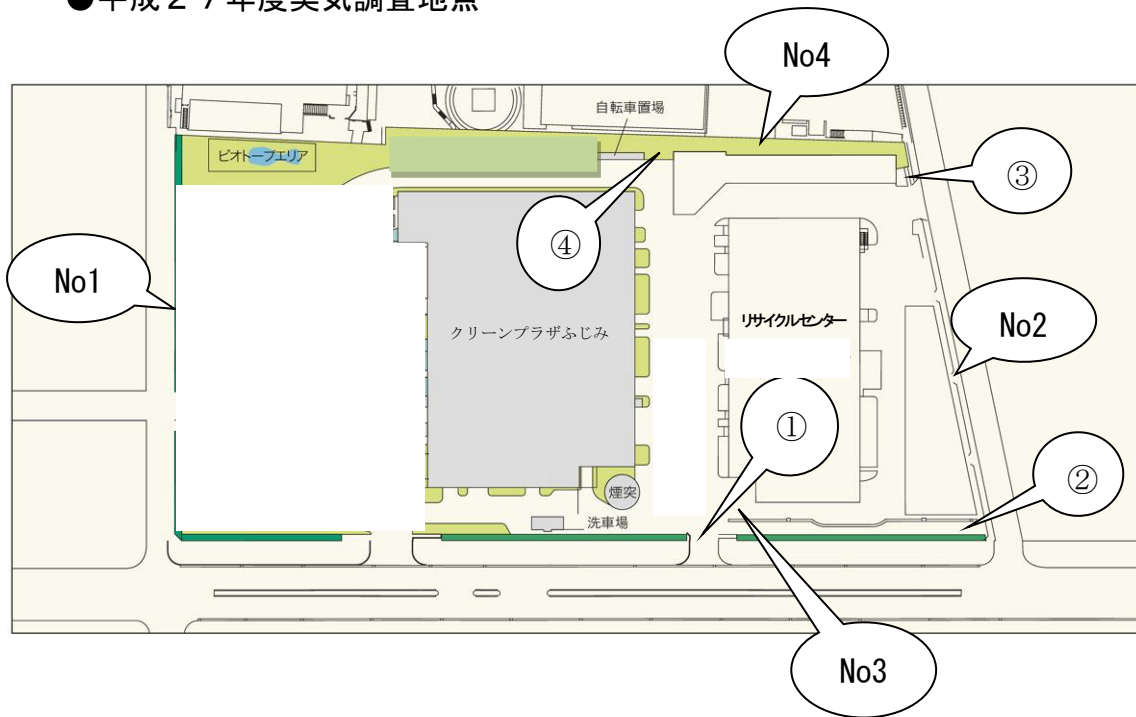 ●平成２７年度臭気調査地点
No4
自転車置場
ビオトープエリア
③
④
No1
No2
クリーンプラザふじみ
リサイクルセンター
①
②
煙突
洗車場
No3